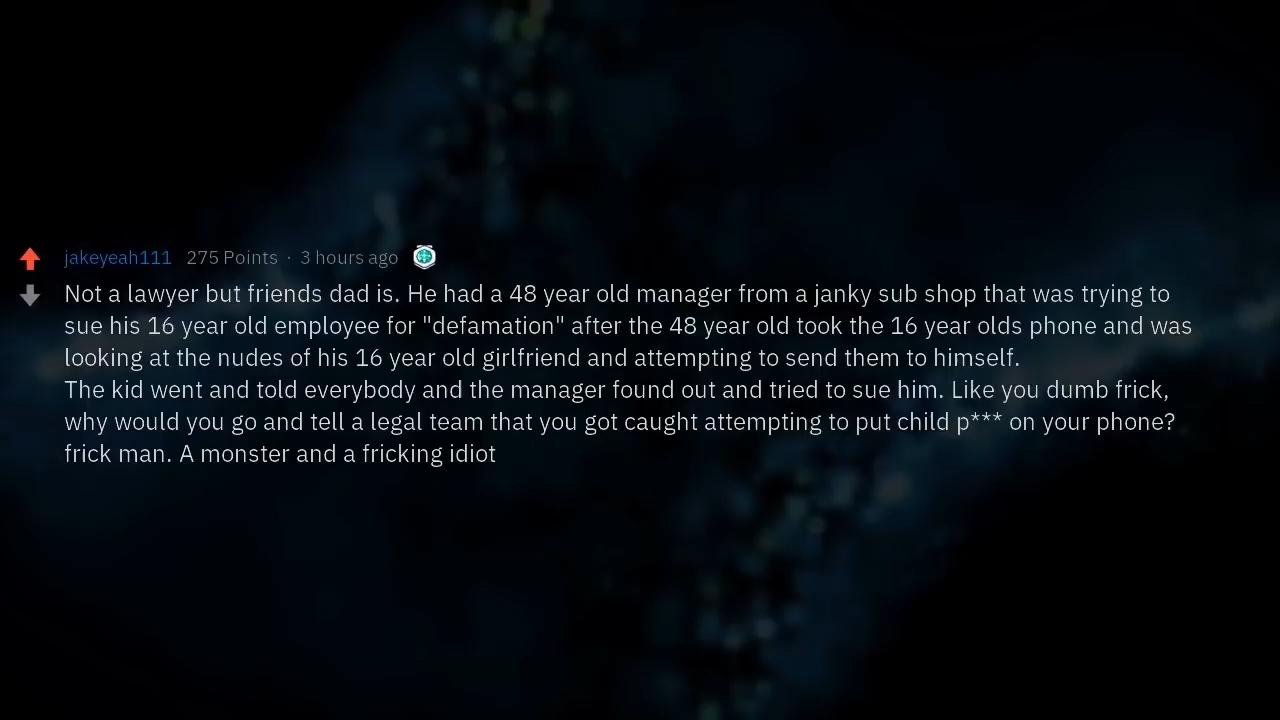 jakeyeah111 275 Points · 3 hours ago
Not a lawyer but friends dad is. He had a 48 year old manager from a janky sub shop that was trying to
sue his 16 year old employee for "defamation" after the 48 year old took the 16 year olds phone and was
looking at the nudes of his 16 year old girlfriend and attempting to send them to himself.
The kid went and told everybody and the manager found out and tried to sue him. Like you dumb frick,
why would you go and tell a legal team that you got caught attempting to put child p*** on your phone?
frick man. A monster and a fricking idiot